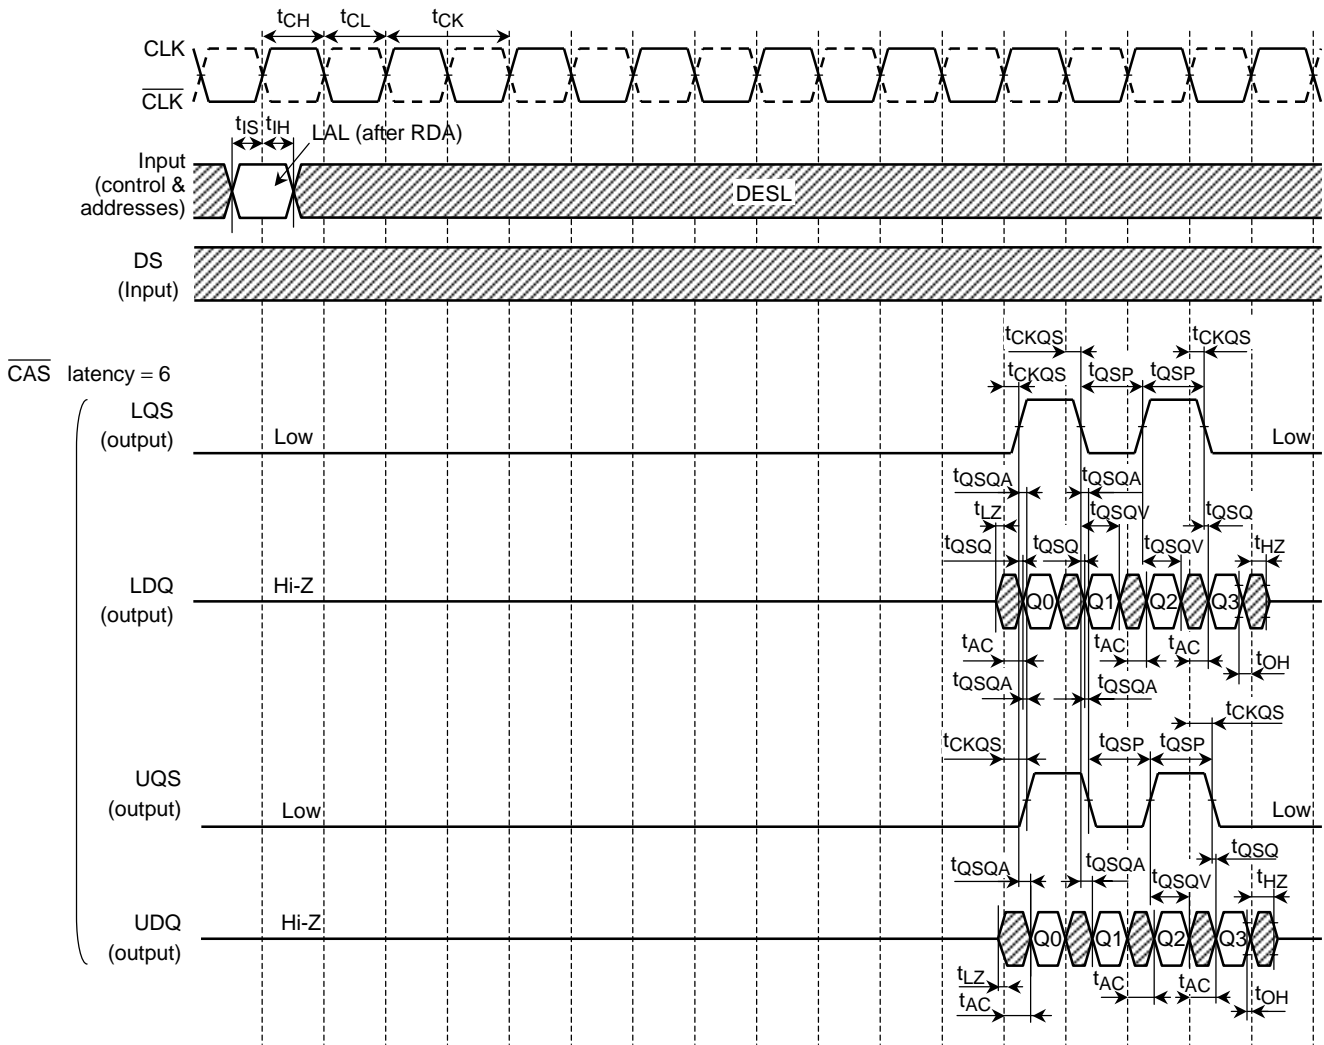 tCH tCL tCK
CLK
CLK
tIS tIH LAL (after RDA)
Input
(control &
addresses)
DESL
DS
(Input)
tCKQS tCKQS
CAS latency = 6
tCKQS tQSP tQSP
LQS
(output)
Low Low
tQSQA tQSQA
tLZ tQSQV tQSQ
tQSQ tQSQ tQSQV tHZ
LDQ
(output)
Hi-Z Q0 Q1 Q2 Q3
tAC tAC tAC tOH
tQSQA tQSQA
tCKQS
tCKQS tQSP tQSP
UQS
(output)
Low Low
tQSQ
tQSQA tQSQA tQSQV tHZ
UDQ
(output)
Hi-Z Q0 Q1 Q2 Q3
tLZ tAC tAC tOH
tAC